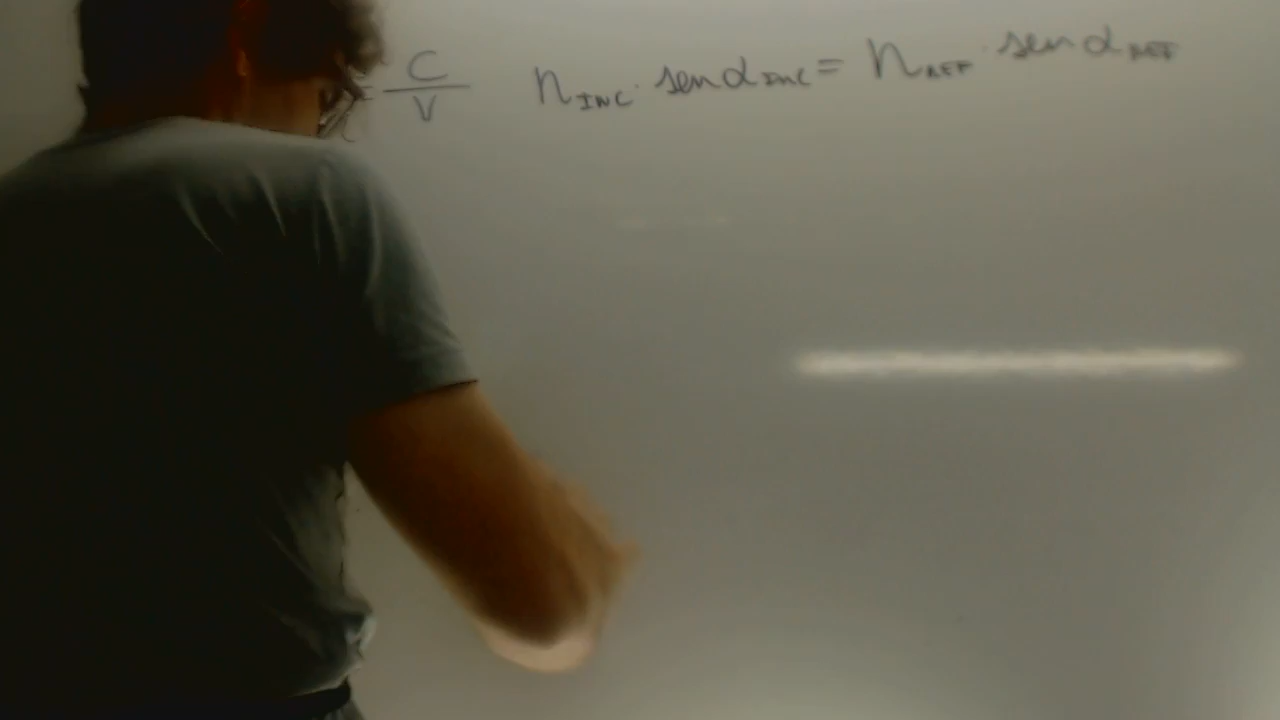 = C/V n_INC · sen α_INC = n_REF · sen α_REF